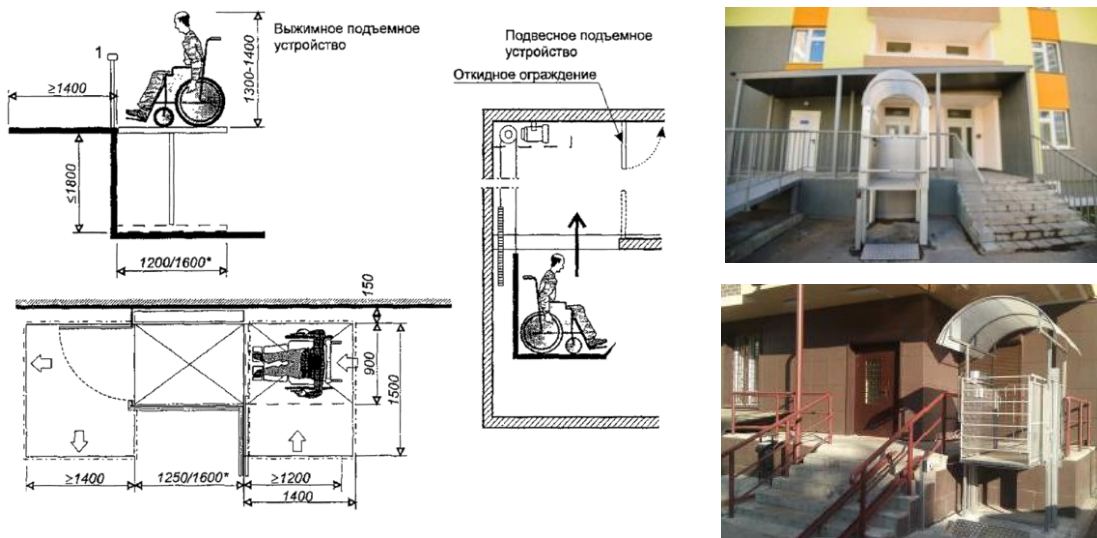 Выжимное подъемное
устройство
1
1300-1400
≥1400
≤1800
1200/1600*
150
900
1500
≥1400
1250/1600*
≥1200
1400
Подвесное подъемное
устройство
Откидное ограждение